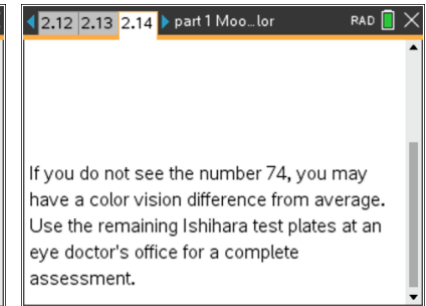 2.12 2.13 2.14 part 1 Moo...lor RAD
If you do not see the number 74, you may
have a color vision difference from average.
Use the remaining Ishihara test plates at an
eye doctor's office for a complete
assessment.